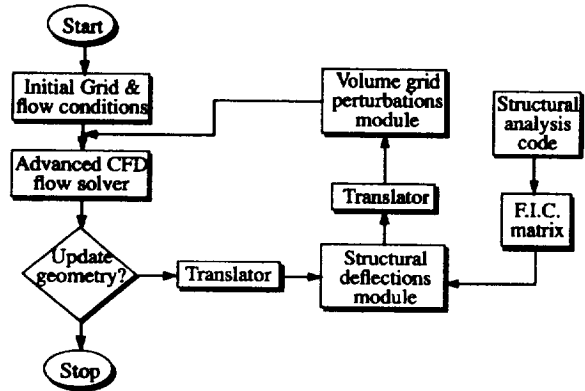 Start
Initial Grid &
flow conditions
Advanced CFD
flow solver
Update
geometry?
Stop
Translator
Structural
deflections
module
Translator
Volume grid
perturbations
module
Structural
analysis
code
F.I.C.
matrix